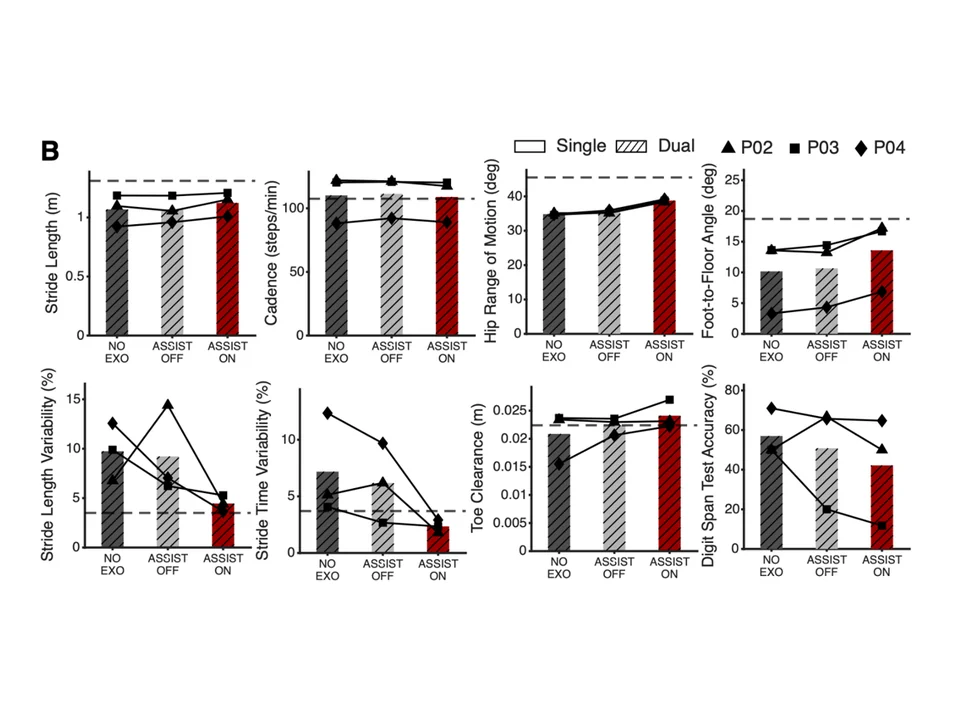 B
Single Dual P02 P03 P04
Stride Length (m)
1
0.5
0
NO EXO
ASSIST OFF
ASSIST ON
Cadence (steps/min)
100
50
0
NO EXO
ASSIST OFF
ASSIST ON
Hip Range of Motion (deg)
40
30
20
10
0
NO EXO
ASSIST OFF
ASSIST ON
Foot-to-Floor Angle (deg)
25
20
15
10
5
0
NO EXO
ASSIST OFF
ASSIST ON
Stride Length Variability (%)
15
10
5
0
NO EXO
ASSIST OFF
ASSIST ON
Stride Time Variability (%)
10
5
0
NO EXO
ASSIST OFF
ASSIST ON
Toe Clearance (m)
0.025
0.02
0.015
0.01
0.005
0
NO EXO
ASSIST OFF
ASSIST ON
Digit Span Test Accuracy (%)
80
60
40
20
0
NO EXO
ASSIST OFF
ASSIST ON